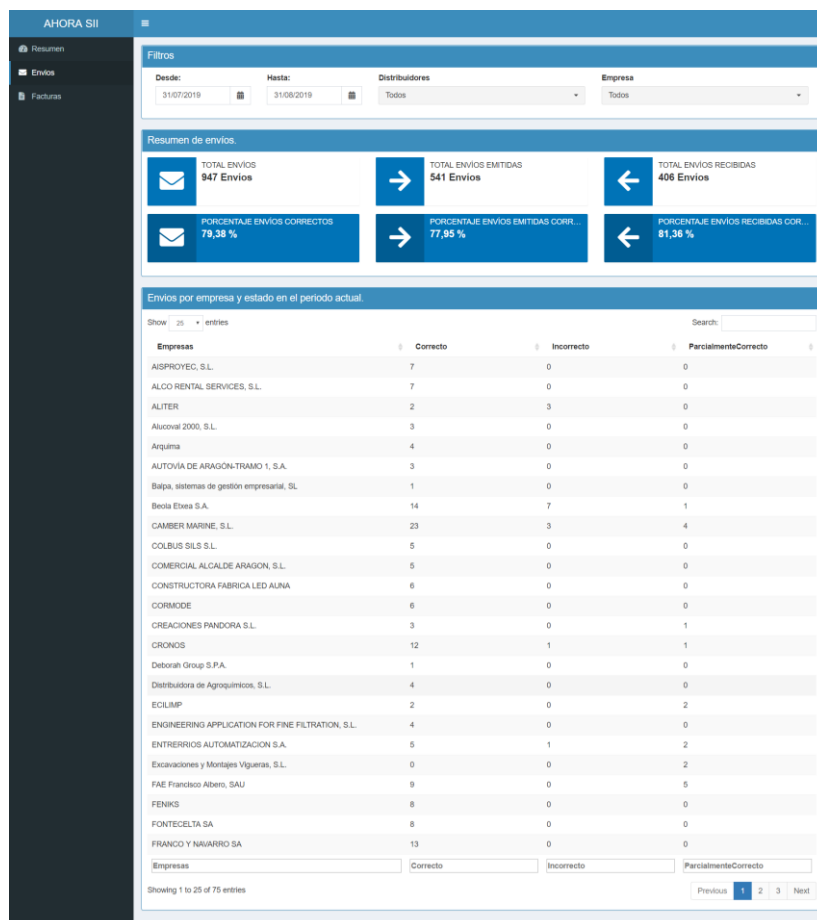 AHORA SII
Resumen
Envios
Facturas
Filtros
Desde: Hasta: Distribuidores Empresa
31/07/2019 31/08/2019 Todos Todos
Resumen de envíos.
TOTAL ENVÍOS TOTAL ENVÍOS EMITIDAS TOTAL ENVÍOS RECIBIDAS
947 Envios 541 Envios 406 Envios
PORCENTAJE ENVÍOS CORRECTOS PORCENTAJE ENVÍOS EMITIDAS CORR... PORCENTAJE ENVÍOS RECIBIDAS COR...
79,38 % 77,95 % 81,36 %
Envios por empresa y estado en el periodo actual.
Show 25 entries Search:
Empresas Correcto Incorrecto ParcialmenteCorrecto
AISPROYEC, S.L. 7 0 0
ALCO RENTAL SERVICES, S.L. 7 0 0
ALITER 2 3 0
Alucoval 2000, S.L. 3 0 0
Arquima 4 0 0
AUTOVÍA DE ARAGÓN-TRAMO 1, S.A. 3 0 0
Balpa, sistemas de gestión empresarial, SL 1 0 0
Beola Etxea S.A. 14 7 1
CAMBER MARINE, S.L. 23 3 4
COLBUS SILS S.L. 5 0 0
COMERCIAL ALCALDE ARAGON, S.L. 5 0 0
CONSTRUCTORA FABRICA LED AUNA 6 0 0
CORMODE 6 0 0
CREACIONES PANDORA S.L. 3 0 1
CRONOS 12 1 1
Deborah Group S.P.A. 1 0 0
Distribuidora de Agroquimicos, S.L. 4 0 0
ECILIMP 2 0 2
ENGINEERING APPLICATION FOR FINE FILTRATION, S.L. 4 0 0
ENTRERRIOS AUTOMATIZACION S.A. 5 1 2
Excavaciones y Montajes Vigueras, S.L. 0 0 2
FAE Francisco Albero, SAU 9 0 5
FENIKS 8 0 0
FONTECELTA SA 8 0 0
FRANCO Y NAVARRO SA 13 0 0
Empresas Correcto Incorrecto ParcialmenteCorrecto
Showing 1 to 25 of 75 entries Previous 1 2 3 Next